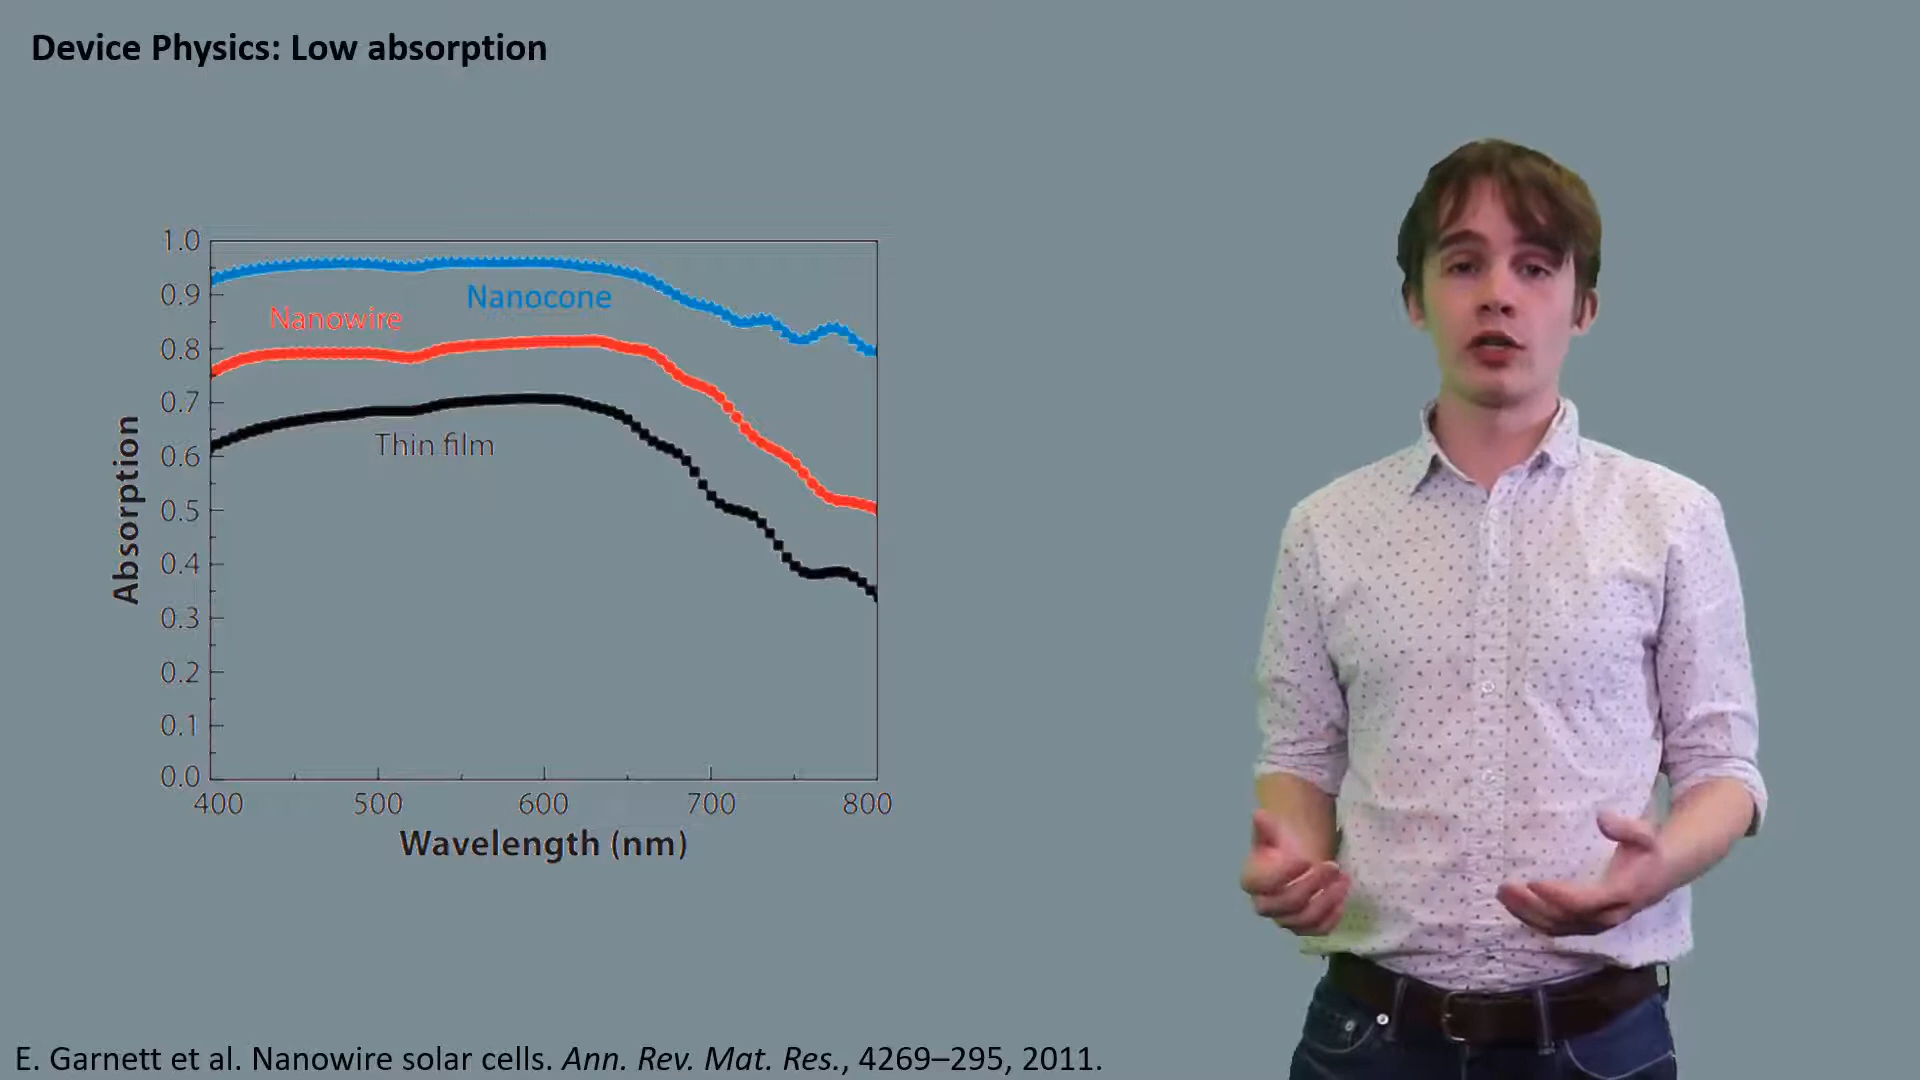 Device Physics: Low absorption
1.0
0.9
0.8
0.7
0.6
0.5
0.4
0.3
0.2
0.1
0.0
Absorption
Nanocone
Nanowire
Thin film
400 500 600 700 800
Wavelength (nm)
E. Garnett et al. Nanowire solar cells. Ann. Rev. Mat. Res., 4269–295, 2011.